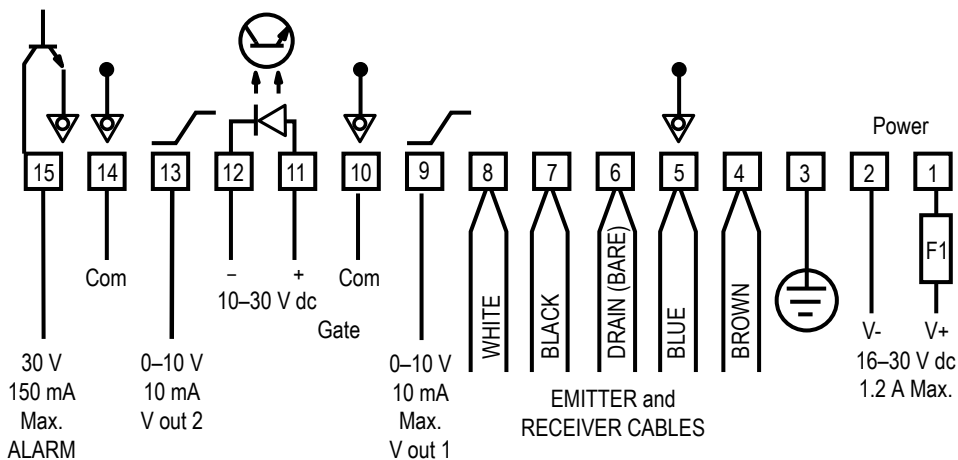 Power
15 14 13 12 11 10 9 8 7 6 5 4 3 2 1
F1
WHITE
BLACK
DRAIN (BARE)
BLUE
BROWN
Com
– +
10–30 V dc
Com
Gate
30 V
150 mA
Max.
ALARM
0–10 V
10 mA
V out 2
0–10 V
10 mA
Max.
V out 1
EMITTER and
RECEIVER CABLES
V- V+
16–30 V dc
1.2 A Max.